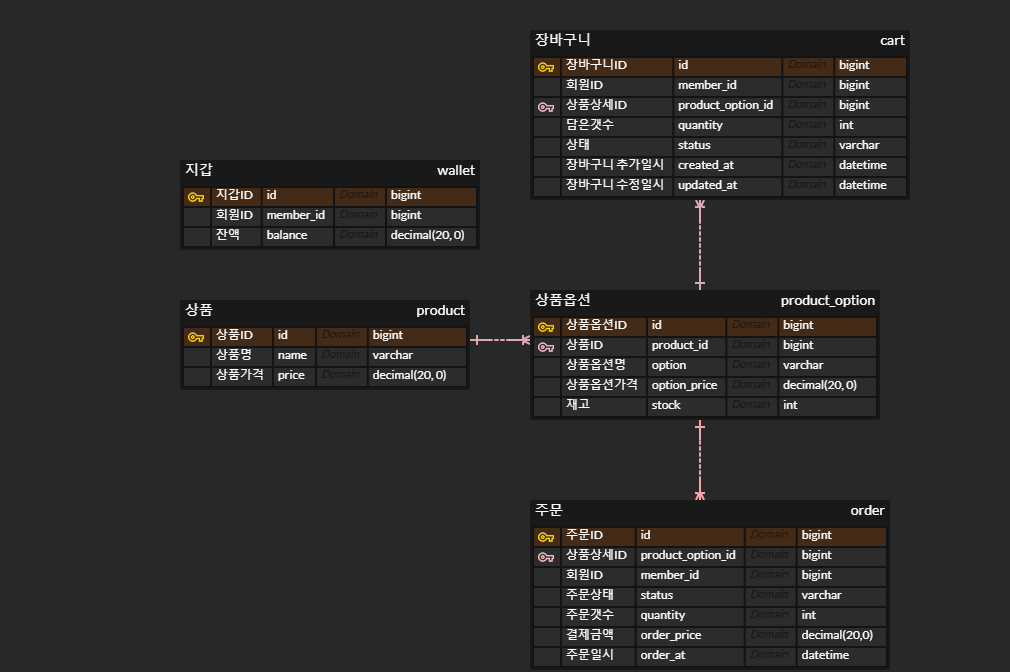 장바구니 cart
장바구니ID id Domain bigint
회원ID member_id Domain bigint
상품상세ID product_option_id Domain bigint
담은갯수 quantity Domain int
상태 status Domain varchar
장바구니 추가일시 created_at Domain datetime
장바구니 수정일시 updated_at Domain datetime
지갑 wallet
지갑ID id Domain bigint
회원ID member_id Domain bigint
잔액 balance Domain decimal(20, 0)
상품 product
상품ID id Domain bigint
상품명 name Domain varchar
상품가격 price Domain decimal(20, 0)
상품옵션 product_option
상품옵션ID id Domain bigint
상품ID product_id Domain bigint
상품옵션명 option Domain varchar
상품옵션가격 option_price Domain decimal(20, 0)
재고 stock Domain int
주문 order
주문ID id Domain bigint
상품상세ID product_option_id Domain bigint
회원ID member_id Domain bigint
주문상태 status Domain varchar
주문갯수 quantity Domain int
결제금액 order_price Domain decimal(20,0)
주문일시 order_at Domain datetime